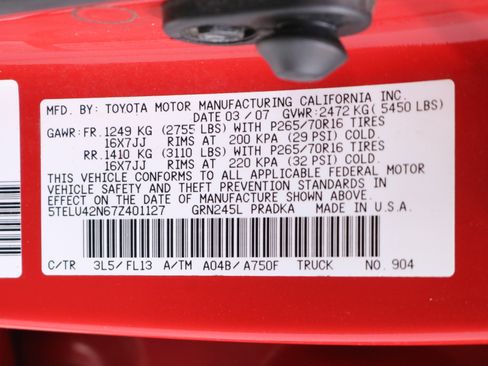 MFD. BY: TOYOTA MOTOR MANUFACTURING CALIFORNIA INC.
DATE 03/07 GVWR: 2472 KG (5450 LBS)
GAWR: FR. 1249 KG (2755 LBS) WITH P265/70R16 TIRES
16X7JJ RIMS AT 200 KPA (29 PSI) COLD.
RR. 1410 KG (3110 LBS) WITH P265/70R16 TIRES
16X7JJ RIMS AT 220 KPA (32 PSI) COLD.
THIS VEHICLE CONFORMS TO ALL APPLICABLE FEDERAL MOTOR
VEHICLE SAFETY AND THEFT PREVENTION STANDARDS IN
EFFECT ON THE DATE OF MANUFACTURE SHOWN ABOVE.
5TELU42N67Z401127 GRN245L PRADKA MADE IN U.S.A.
C/TR 3L5/FL13 A/TM A04B/A750F TRUCK NO. 904